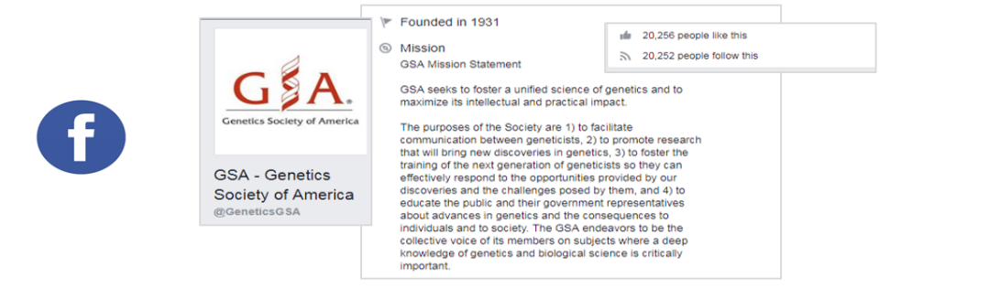 f
GSA.
Genetics Society of America
GSA - Genetics
Society of America
@GeneticsGSA
Founded in 1931
Mission
GSA Mission Statement
GSA seeks to foster a unified science of genetics and to
maximize its intellectual and practical impact.
The purposes of the Society are 1) to facilitate
communication between geneticists, 2) to promote research
that will bring new discoveries in genetics, 3) to foster the
training of the next generation of geneticists so they can
effectively respond to the opportunities provided by our
discoveries and the challenges posed by them, and 4) to
educate the public and their government representatives
about advances in genetics and the consequences to
individuals and to society. The GSA endeavors to be the
collective voice of its members on subjects where a deep
knowledge of genetics and biological science is critically
important.
20,256 people like this
20,252 people follow this